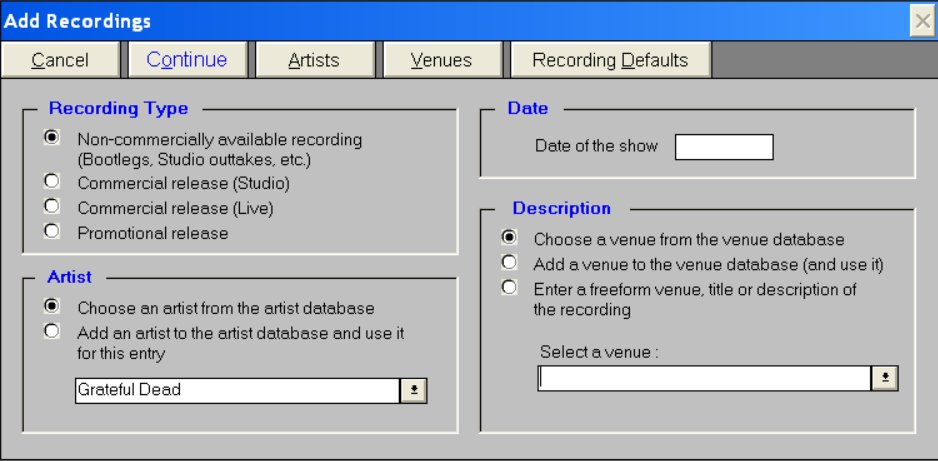 Add Recordings
Cancel
Continue
Artists
Venues
Recording Defaults
Recording Type
Non-commercially available recording
(Bootlegs, Studio outtakes, etc.)
Commercial release (Studio)
Commercial release (Live)
Promotional release
Artist
Choose an artist from the artist database
Add an artist to the artist database and use it
for this entry
Grateful Dead
Date
Date of the show
Description
Choose a venue from the venue database
Add a venue to the venue database (and use it)
Enter a freeform venue, title or description of
the recording
Select a venue :